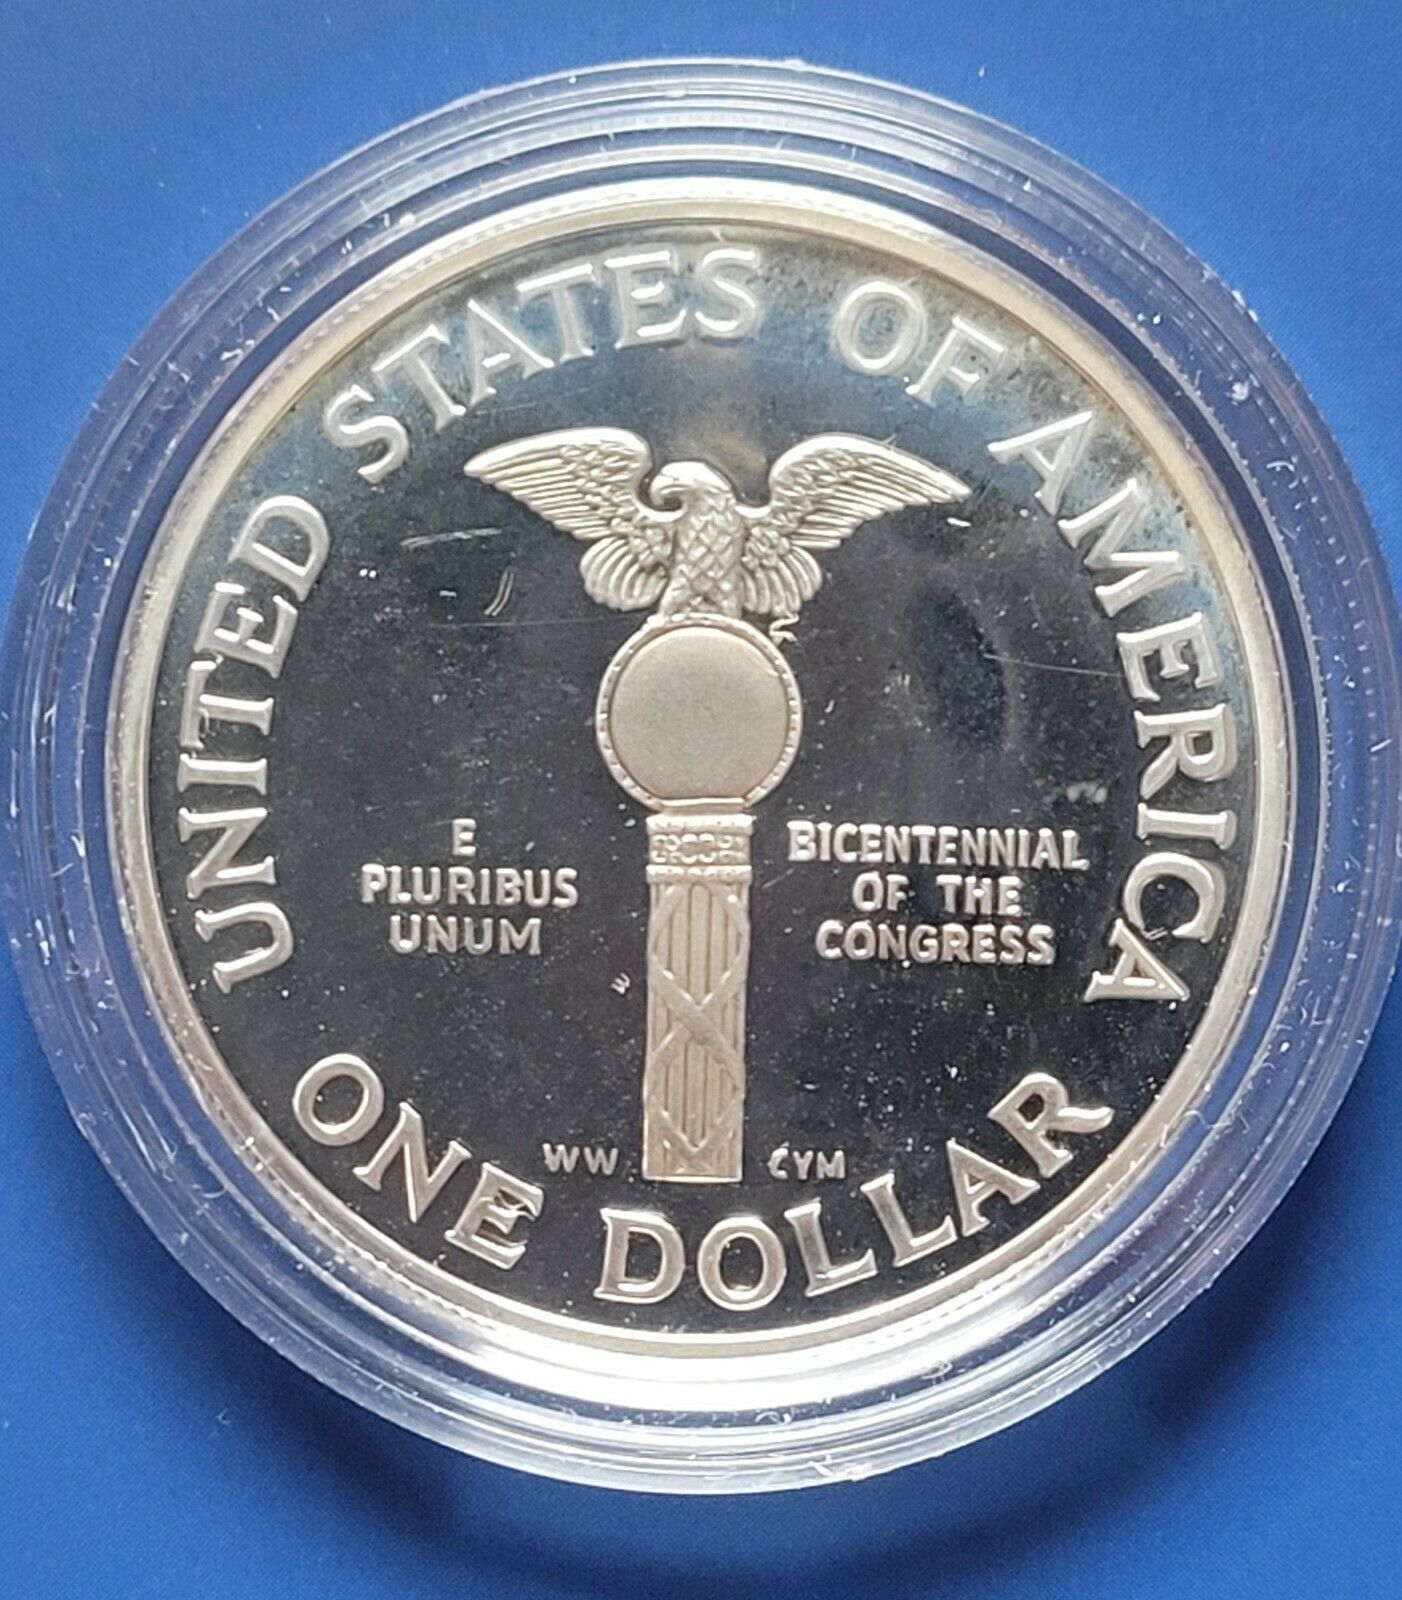 UNITED STATES OF AMERICA
E
PLURIBUS
UNUM
BICENTENNIAL
OF THE
CONGRESS
WW
CYM
ONE DOLLAR